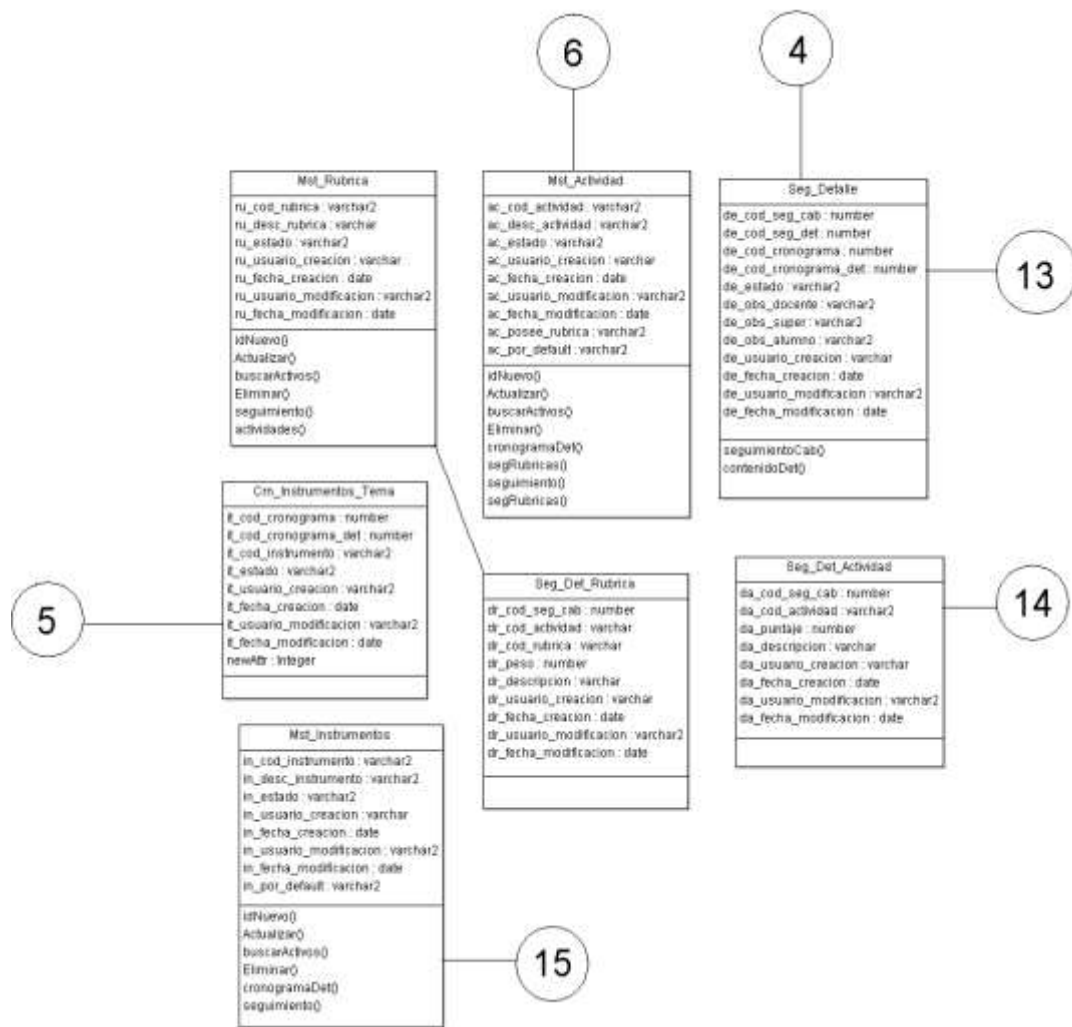 6
4
Mst_Rubrica
ru_cod_rubrica : varchar2
ru_desc_rubrica : varchar
ru_estado : varchar2
ru_usuario_creacion : varchar
ru_fecha_creacion : date
ru_usuario_modificacion : varchar2
ru_fecha_modificacion : date
idNuevo()
Actualizar()
buscarActivos()
Eliminar()
seguimiento()
actividades()
Mst_Actividad
ac_cod_actividad : varchar2
ac_desc_actividad : varchar2
ac_estado : varchar2
ac_usuario_creacion : varchar
ac_fecha_creacion : date
ac_usuario_modificacion : varchar2
ac_fecha_modificacion : date
ac_posee_rubrica : varchar2
ac_por_default : varchar2
idNuevo()
Actualizar()
buscarActivos()
Eliminar()
cronogramaDet()
segRubricas()
seguimiento()
segRubricas()
Seg_Detalle
de_cod_seg_cab : number
de_cod_seg_det : number
de_cod_cronograma : number
de_cod_cronograma_det : number
de_estado : varchar2
de_obs_docente : varchar2
de_obs_super : varchar2
de_obs_alumno : varchar2
de_usuario_creacion : varchar
de_fecha_creacion : date
de_usuario_modificacion : varchar2
de_fecha_modificacion : date
seguimientoCab()
contenidoDet()
13
Crn_Instrumentos_Tema
it_cod_cronograma : number
it_cod_cronograma_det : number
it_cod_instrumento : varchar2
it_estado : varchar2
it_usuario_creacion : varchar2
it_fecha_creacion : date
it_usuario_modificacion : varchar2
it_fecha_modificacion : date
newAttr : Integer
5
Seg_Det_Rubrica
dr_cod_seg_cab : number
dr_cod_actividad : varchar
dr_cod_rubrica : varchar
dr_peso : number
dr_descripcion : varchar
dr_usuario_creacion : varchar
dr_fecha_creacion : date
dr_usuario_modificacion : varchar2
dr_fecha_modificacion : date
Seg_Det_Actividad
da_cod_seg_cab : number
da_cod_actividad : varchar2
da_puntaje : number
da_descripcion : varchar
da_usuario_creacion : varchar
da_fecha_creacion : date
da_usuario_modificacion : varchar2
da_fecha_modificacion : date
14
Mst_Instrumentos
in_cod_instrumento : varchar2
in_desc_instrumento : varchar2
in_estado : varchar2
in_usuario_creacion : varchar
in_fecha_creacion : date
in_usuario_modificacion : varchar2
in_fecha_modificacion : date
in_por_default : varchar2
idNuevo()
Actualizar()
buscarActivos()
Eliminar()
cronogramaDet()
seguimiento()
15